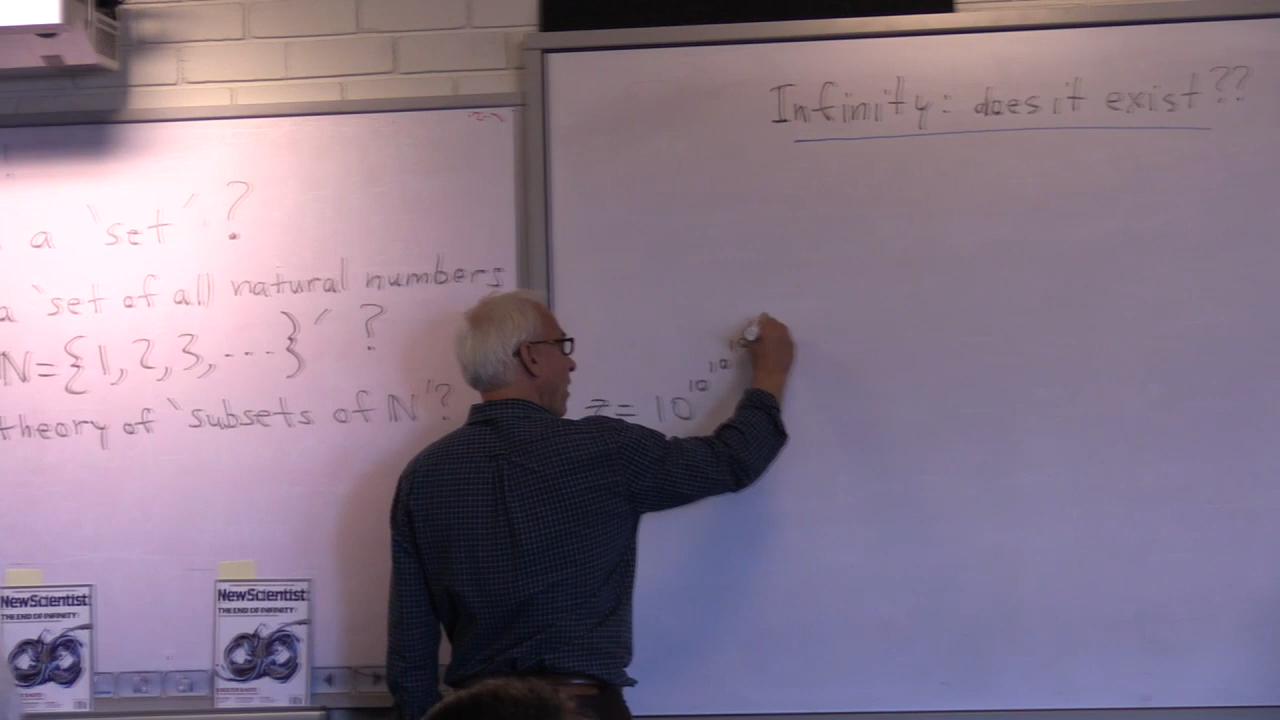 a 'set' ?
a 'set of all natural numbers
N={1, 2, 3, ...}' ?
theory of 'subsets of N'?
Infinity: does it exist??
z = 10^10^10^10
NewScientist
THE END OF INFINITY
NewScientist
THE END OF INFINITY